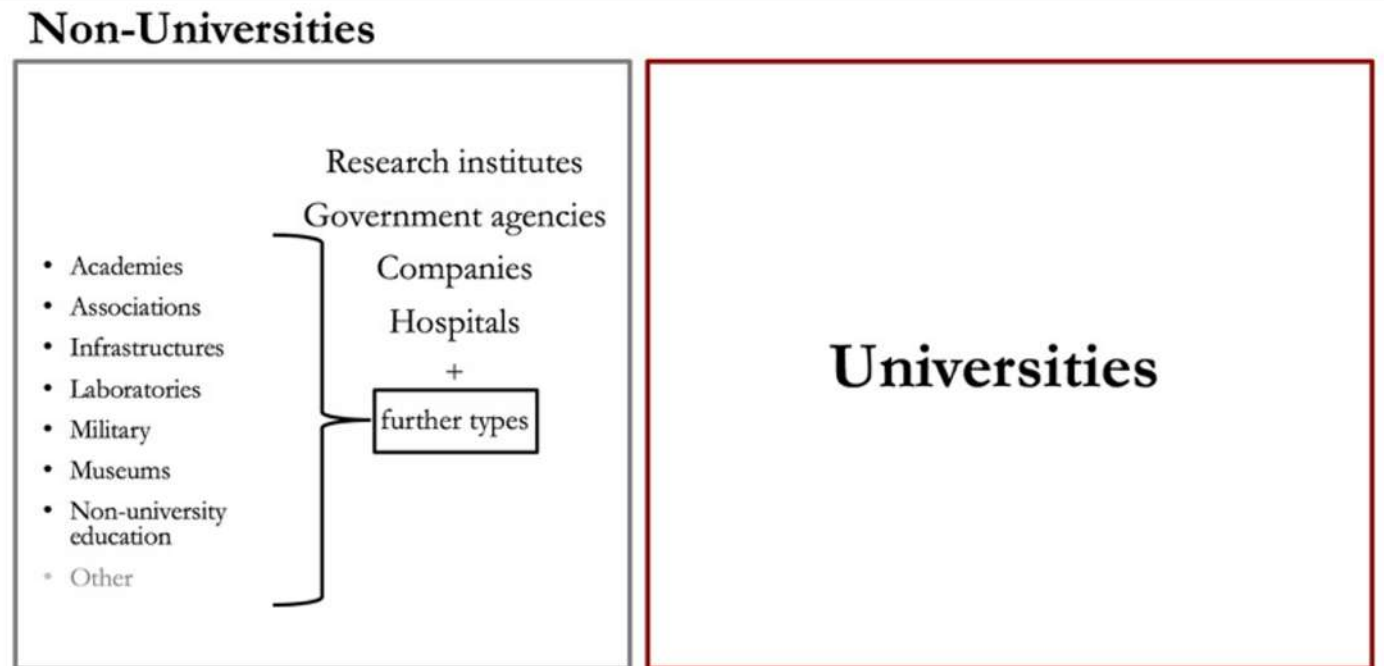 Non-Universities
Research institutes
Government agencies
Companies
Hospitals
+
further types
• Academies
• Associations
• Infrastructures
• Laboratories
• Military
• Museums
• Non-university
education
• Other
Universities